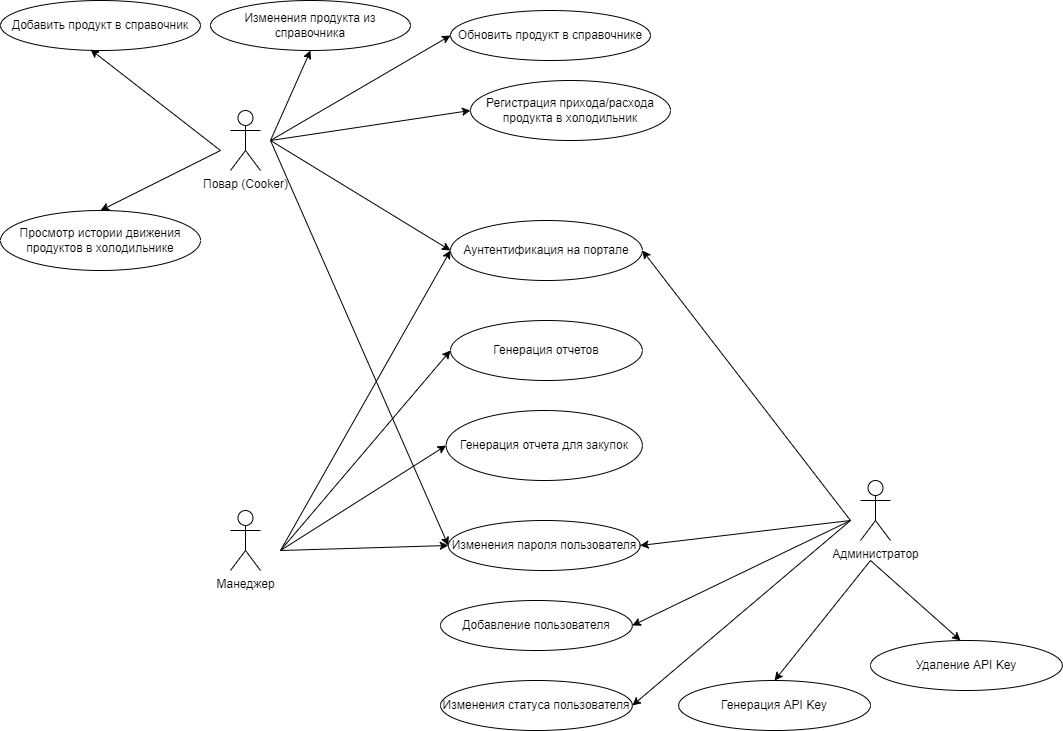 Добавить продукт в справочник
Изменения продукта из
справочника
Обновить продукт в справочнике
Регистрация прихода/расхода
продукта в холодильник
Повар (Cooker)
Просмотр истории движения
продуктов в холодильнике
Аунтентификация на портале
Генерация отчетов
Генерация отчета для закупок
Манеджер
Изменения пароля пользователя
Администратор
Добавление пользователя
Удаление API Key
Изменения статуса пользователя
Генерация API Key